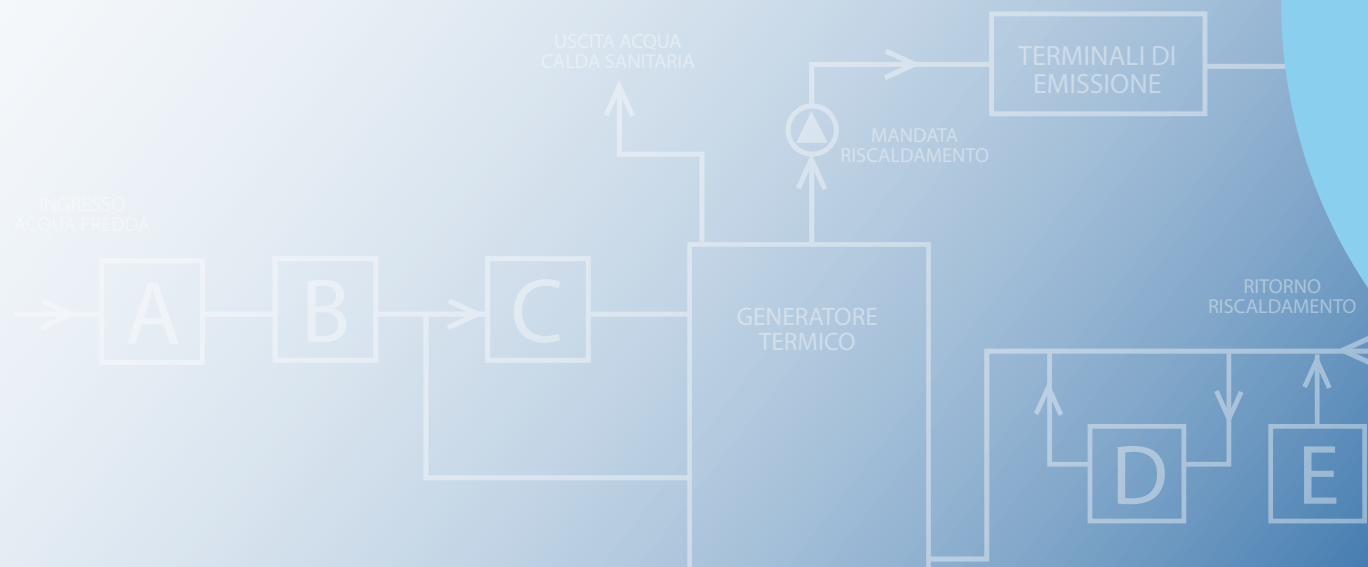 USCITA ACQUA
CALDA SANITARIA
TERMINALI DI
EMISSIONE
MANDATA
RISCALDAMENTO
INGRESSO
ACQUA FREDDA
A
B
C
GENERATORE
TERMICO
RITORNO
RISCALDAMENTO
D
E